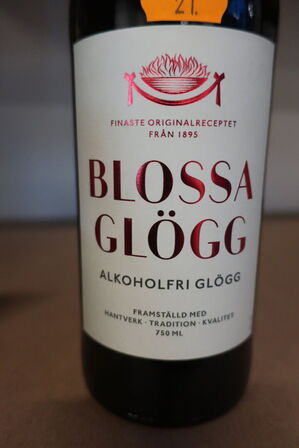 21.
FINASTE ORIGINALRECEPTET
FRÅN 1895
BLOSSA
GLÖGG
ALKOHOLFRI GLÖGG
FRAMSTÄLLD MED
HANTVERK · TRADITION · KVALITET
750 ML